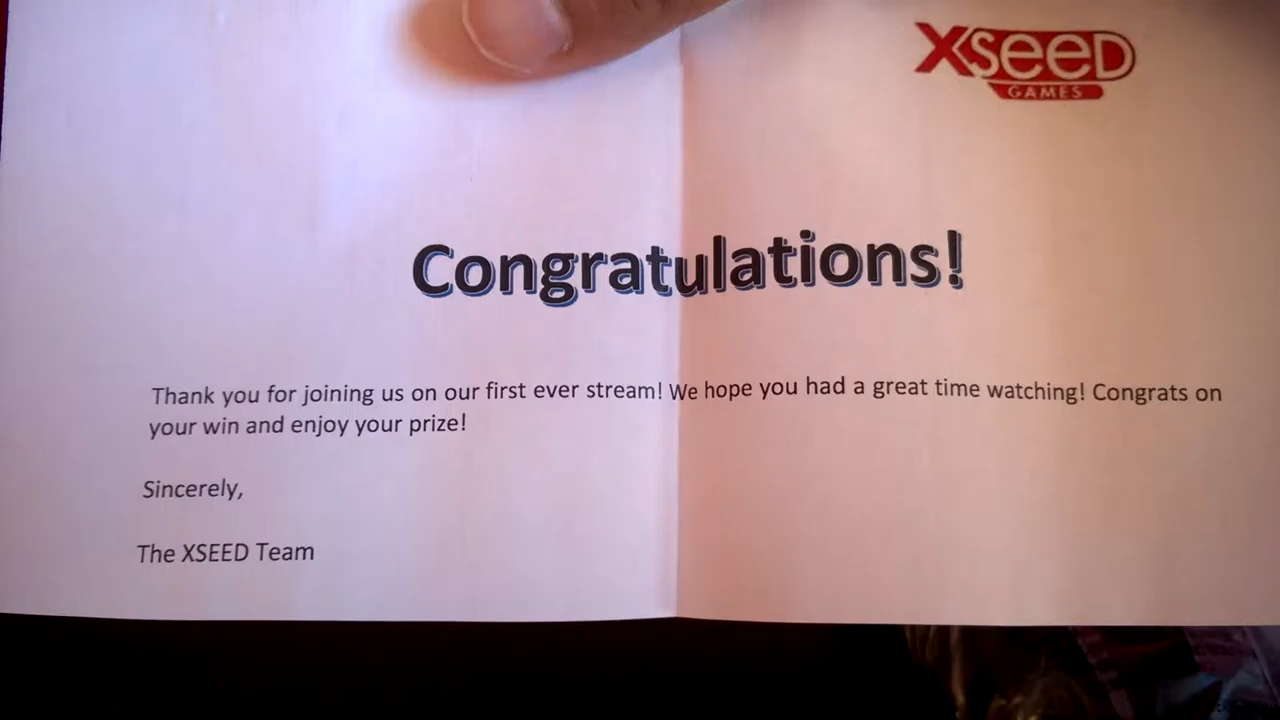 XSEED
GAMES
Congratulations!
Thank you for joining us on our first ever stream! We hope you had a great time watching! Congrats on
your win and enjoy your prize!
Sincerely,
The XSEED Team